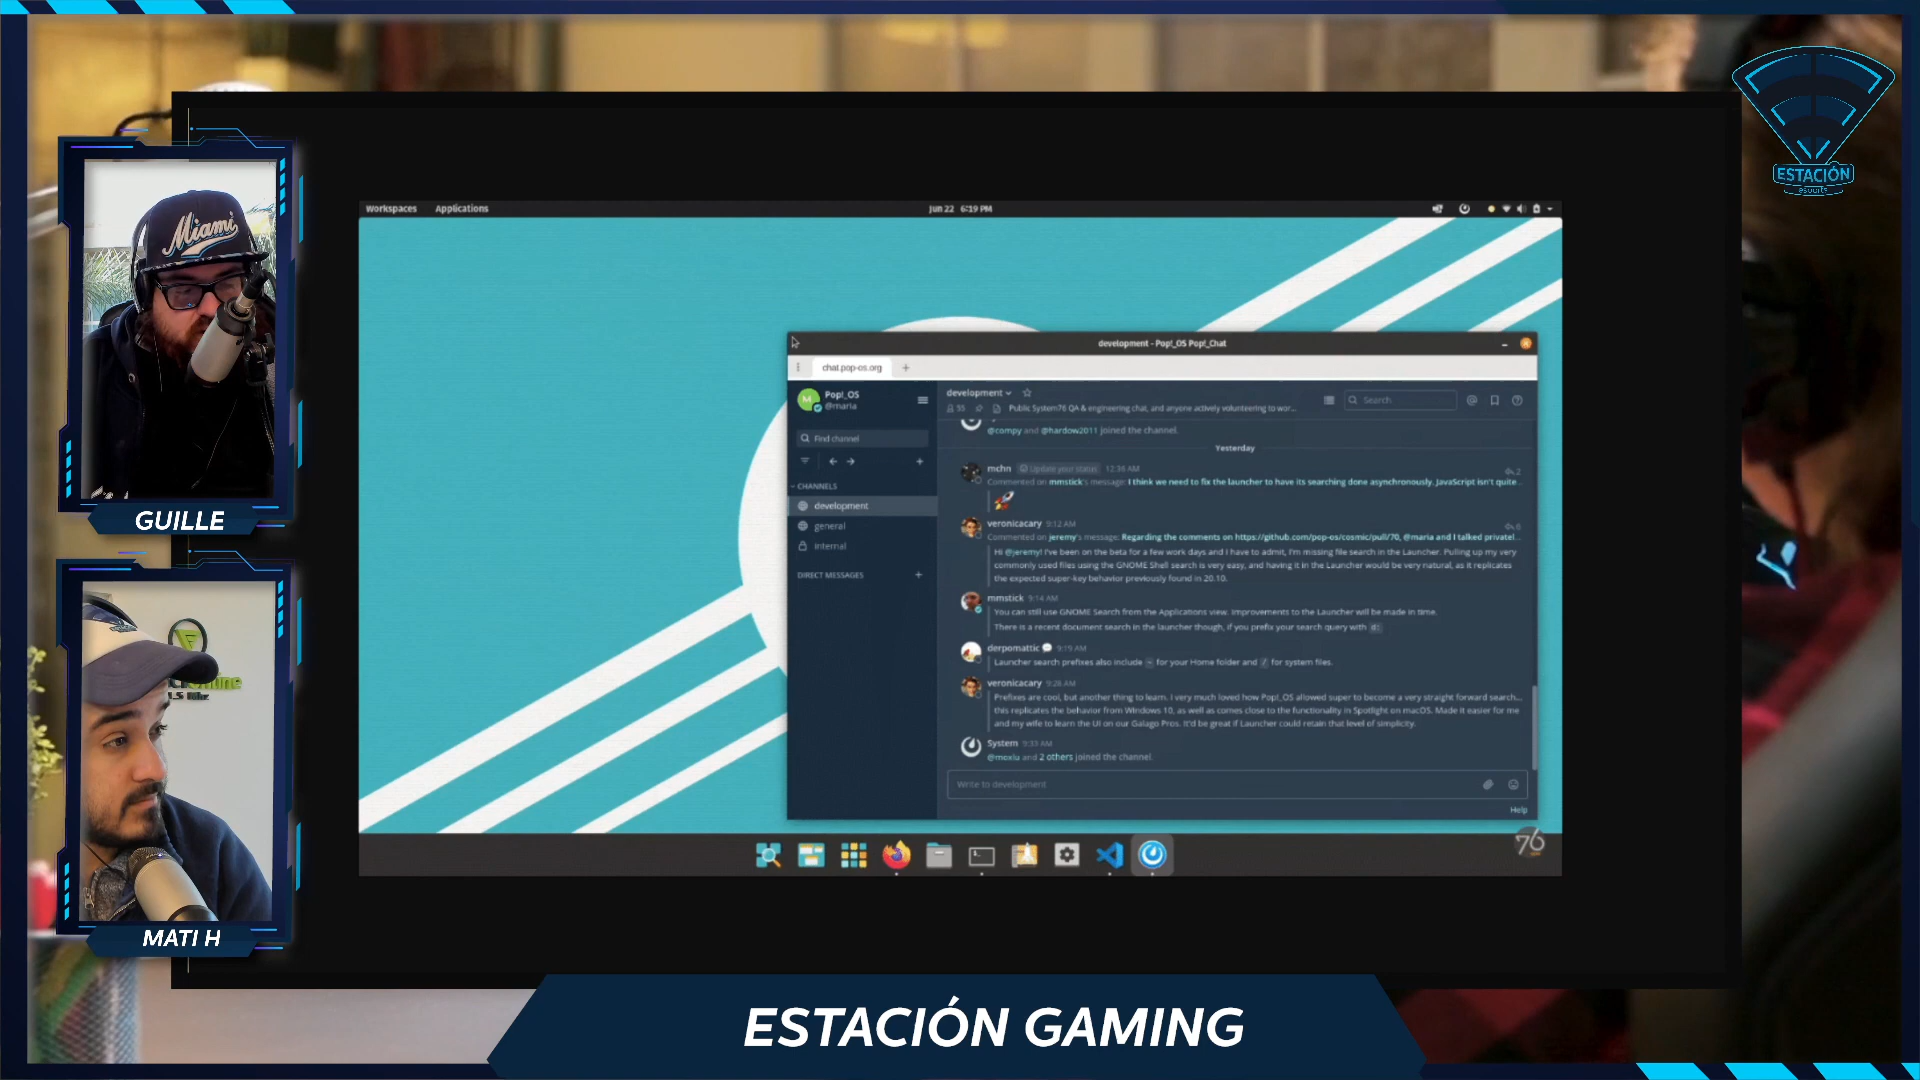 ESTACIÓN
esports
Miami
GUILLE
MATI H
Workspaces Applications
Jun 22 6:19 PM
development - Pop!_OS Pop!_Chat
chat.pop-os.org
Pop!_OS
@maria
Find channel
CHANNELS
development
general
internal
DIRECT MESSAGES
development
55 Public System76 QA & engineering chat, and anyone actively volunteering to wor...
Search
@compy and @hardow2011 joined the channel.
Yesterday
mchn Update your status 12:36 AM
2
Commented on mmstick's message: I think we need to fix the launcher to have its searching done asynchronously. JavaScript isn't quite ...
veronicacary 9:12 AM
6
Commented on jeremy's message: Regarding the comments on https://github.com/pop-os/cosmic/pull/70, @maria and I talked privatel...
Hi @jeremy! I've been on the beta for a few work days and I have to admit, I'm missing file search in the Launcher. Pulling up my very
commonly used files using the GNOME Shell search is very easy, and having it in the Launcher would be very natural, as it replicates
the expected super-key behavior previously found in 20.10.
mmstick 9:14 AM
You can still use GNOME Search from the Applications view. Improvements to the Launcher will be made in time.
There is a recent document search in the launcher though, if you prefix your search query with d:
derpomattic 9:19 AM
Launcher search prefixes also include ~ for your Home folder and / for system files.
veronicacary 9:26 AM
Prefixes are cool, but another thing to learn. I very much loved how Pop!_OS allowed super to become a very straight forward search...
this replicates the behavior from Windows 10, as well as comes close to the functionality in Spotlight on macOS. Made it easier for me
and my wife to learn the UI on our Galago Pros. It'd be great if Launcher could retain that level of simplicity.
System 9:33 AM
@moxlu and 2 others joined the channel.
Write to development
Help
76
ESTACIÓN GAMING